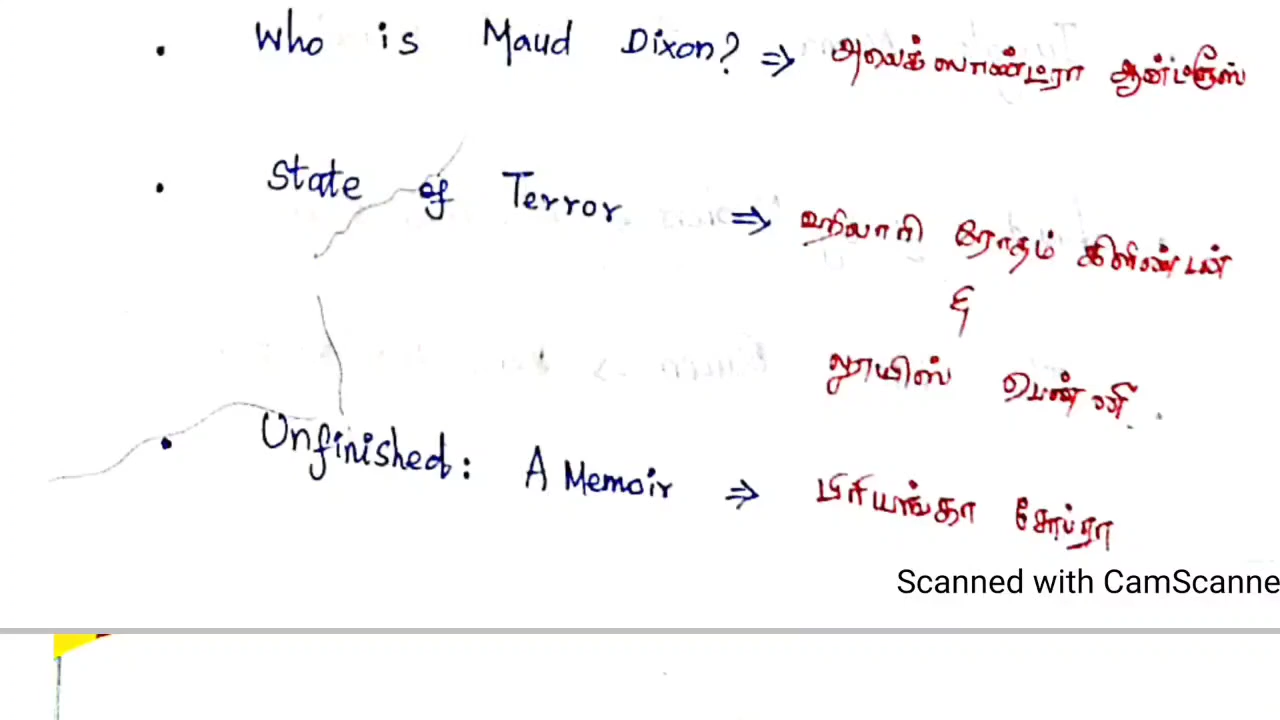 • Who is Maud Dixon? ⇒ அலெக்ஸாண்ட்ரா ஆண்ட்ரூஸ்
• State of Terror ⇒ ஹிலாரி ரோதம் கிளிண்டன்
&
லூயிஸ் பென்னி.
• Unfinished: A Memoir ⇒ பிரியங்கா சோப்ரா
Scanned with CamScanne